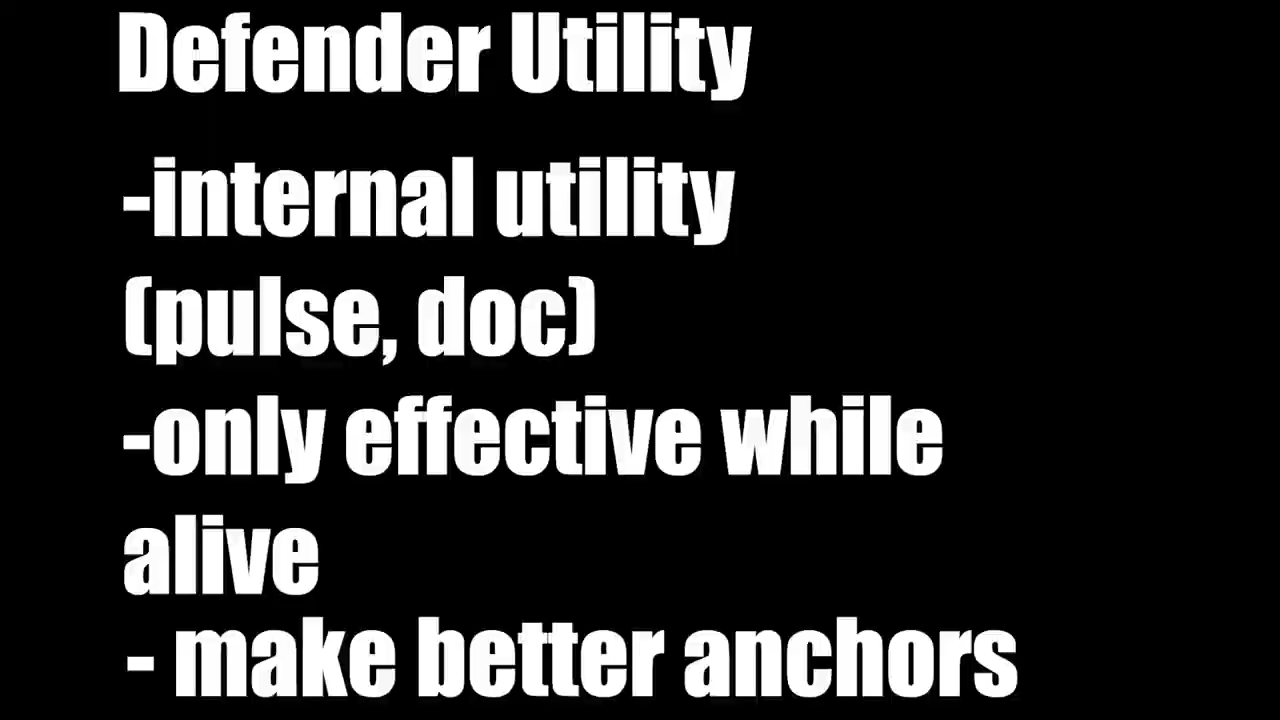 Defender Utility
-internal utility
(pulse, doc)
-only effective while
alive
- make better anchors